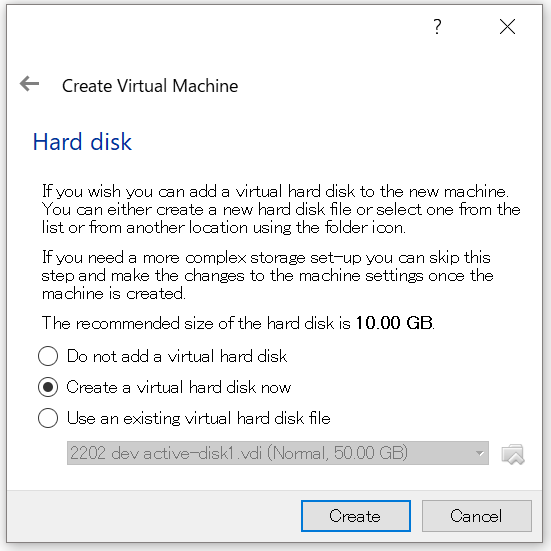 ?
Create Virtual Machine
Hard disk
If you wish you can add a virtual hard disk to the new machine.
You can either create a new hard disk file or select one from the
list or from another location using the folder icon.
If you need a more complex storage set-up you can skip this
step and make the changes to the machine settings once the
machine is created.
The recommended size of the hard disk is 10.00 GB.
Do not add a virtual hard disk
Create a virtual hard disk now
Use an existing virtual hard disk file
2202 dev active-disk1.vdi (Normal, 50.00 GB)
Create
Cancel